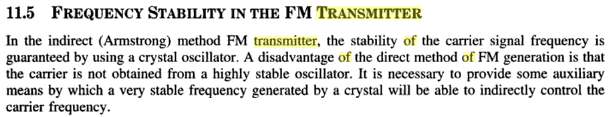 11.5 FREQUENCY STABILITY IN THE FM TRANSMITTER
In the indirect (Armstrong) method FM transmitter, the stability of the carrier signal frequency is
guaranteed by using a crystal oscillator. A disadvantage of the direct method of FM generation is that
the carrier is not obtained from a highly stable oscillator. It is necessary to provide some auxiliary
means by which a very stable frequency generated by a crystal will be able to indirectly control the
carrier frequency.